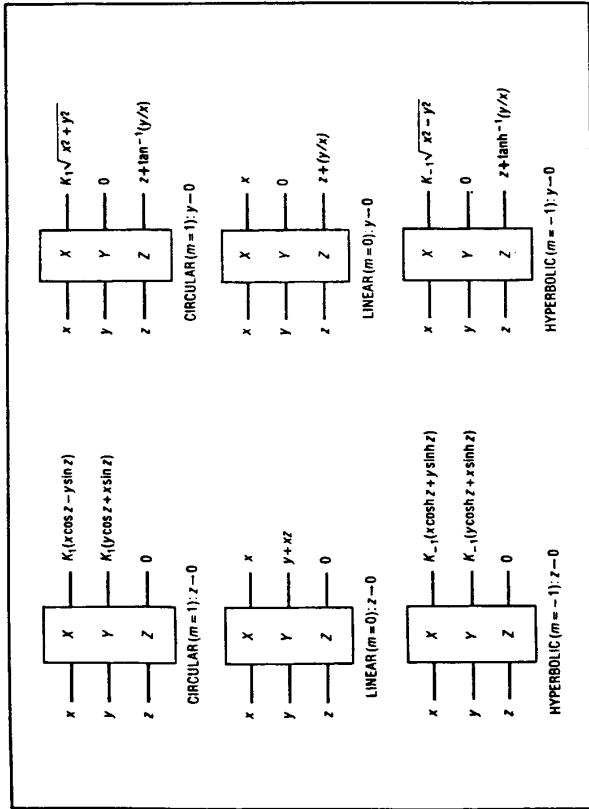 x X K₁(x cos z − y sin z)
y Y K₁(y cos z + x sin z)
z Z 0
CIRCULAR (m = 1): z→0
x X K₁√x² + y²
y Y 0
z Z z + tan⁻¹(y/x)
CIRCULAR (m = 1): y→0
x X x
y Y y + xz
z Z 0
LINEAR (m = 0): z→0
x X x
y Y 0
z Z z + (y/x)
LINEAR (m = 0): y→0
x X K₋₁(x cosh z + y sinh z)
y Y K₋₁(y cosh z + x sinh z)
z Z 0
HYPERBOLIC (m = −1): z→0
x X K₋₁√x² − y²
y Y 0
z Z z + tanh⁻¹(y/x)
HYPERBOLIC (m = −1): y→0